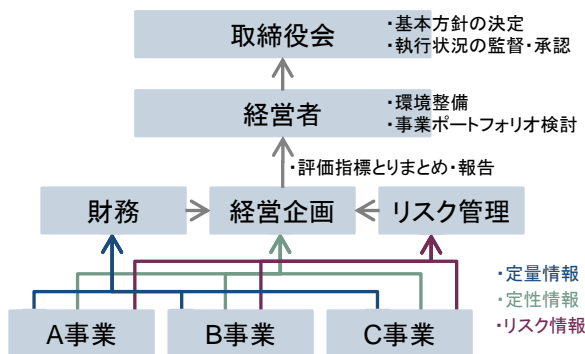 取締役会
・基本方針の決定
・執行状況の監督・承認
経営者
・環境整備
・事業ポートフォリオ検討
・評価指標とりまとめ・報告
財務
経営企画
リスク管理
・定量情報
・定性情報
・リスク情報
A事業
B事業
C事業